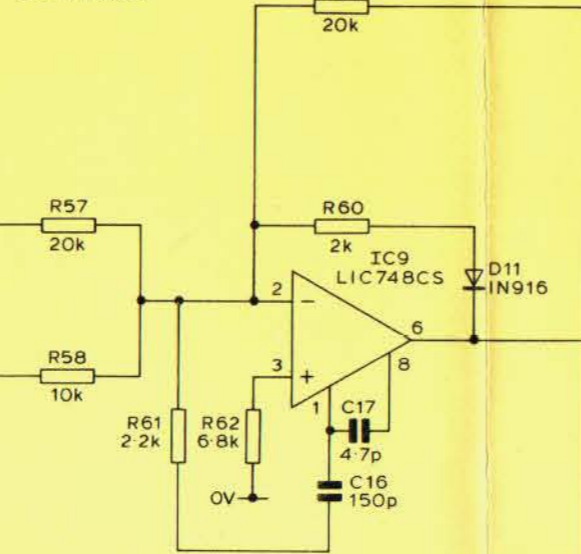 20k
R57
20k
R60
2k
IC9
LIC748CS
D11
IN916
2
6
3
8
R58
10k
1
C17
4·7p
R61
2·2k
R62
6·8k
C16
150p
0V